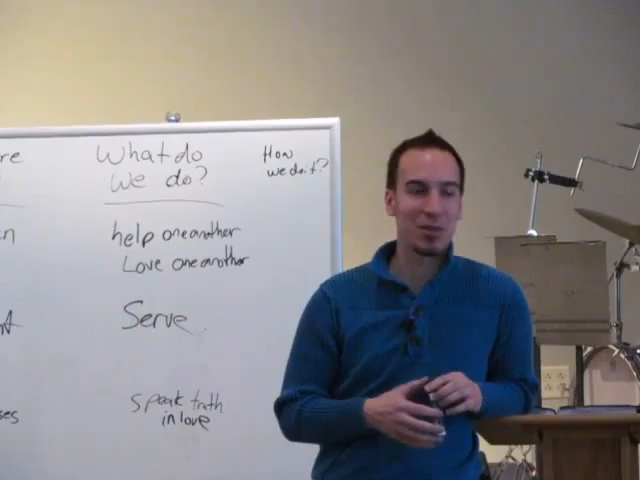 What do
We do?
How
we do it?
help one another
Love one another
Serve
speak truth
in love